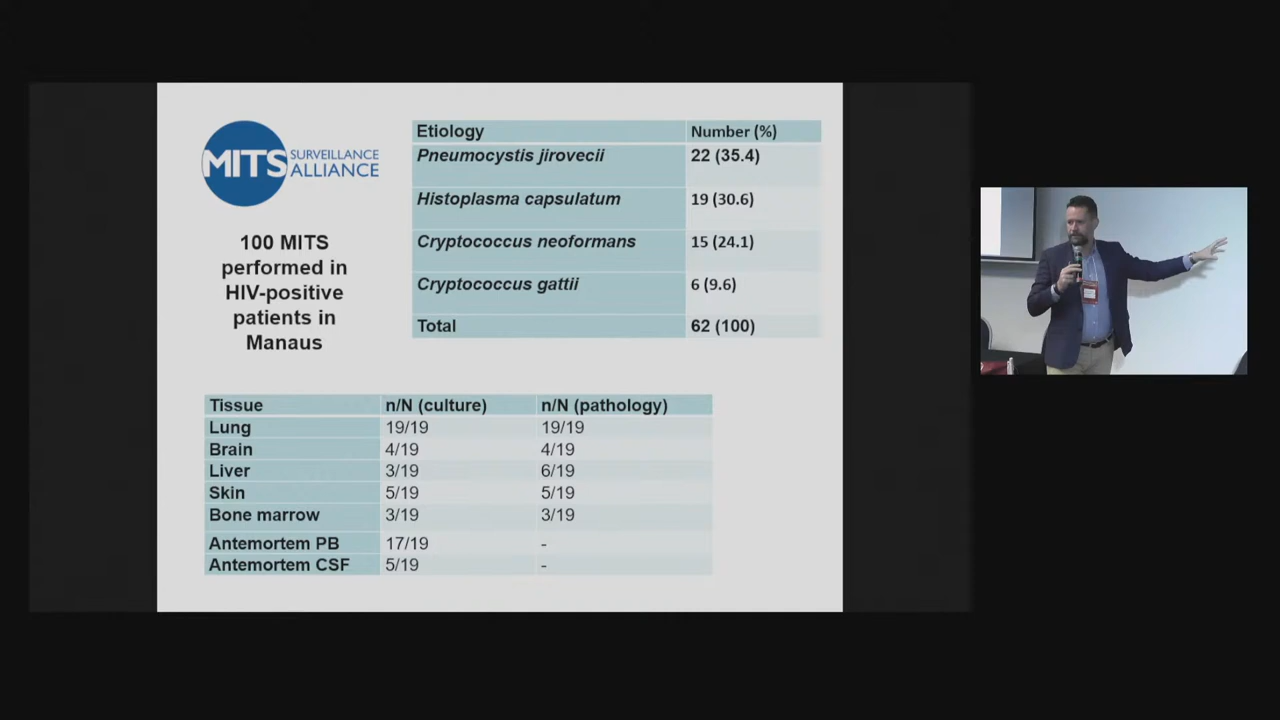 MITS SURVEILLANCE
ALLIANCE
100 MITS
performed in
HIV-positive
patients in
Manaus
Etiology Number (%)
Pneumocystis jirovecii 22 (35.4)
Histoplasma capsulatum 19 (30.6)
Cryptococcus neoformans 15 (24.1)
Cryptococcus gattii 6 (9.6)
Total 62 (100)
Tissue n/N (culture) n/N (pathology)
Lung 19/19 19/19
Brain 4/19 4/19
Liver 3/19 6/19
Skin 5/19 5/19
Bone marrow 3/19 3/19
Antemortem PB 17/19 -
Antemortem CSF 5/19 -